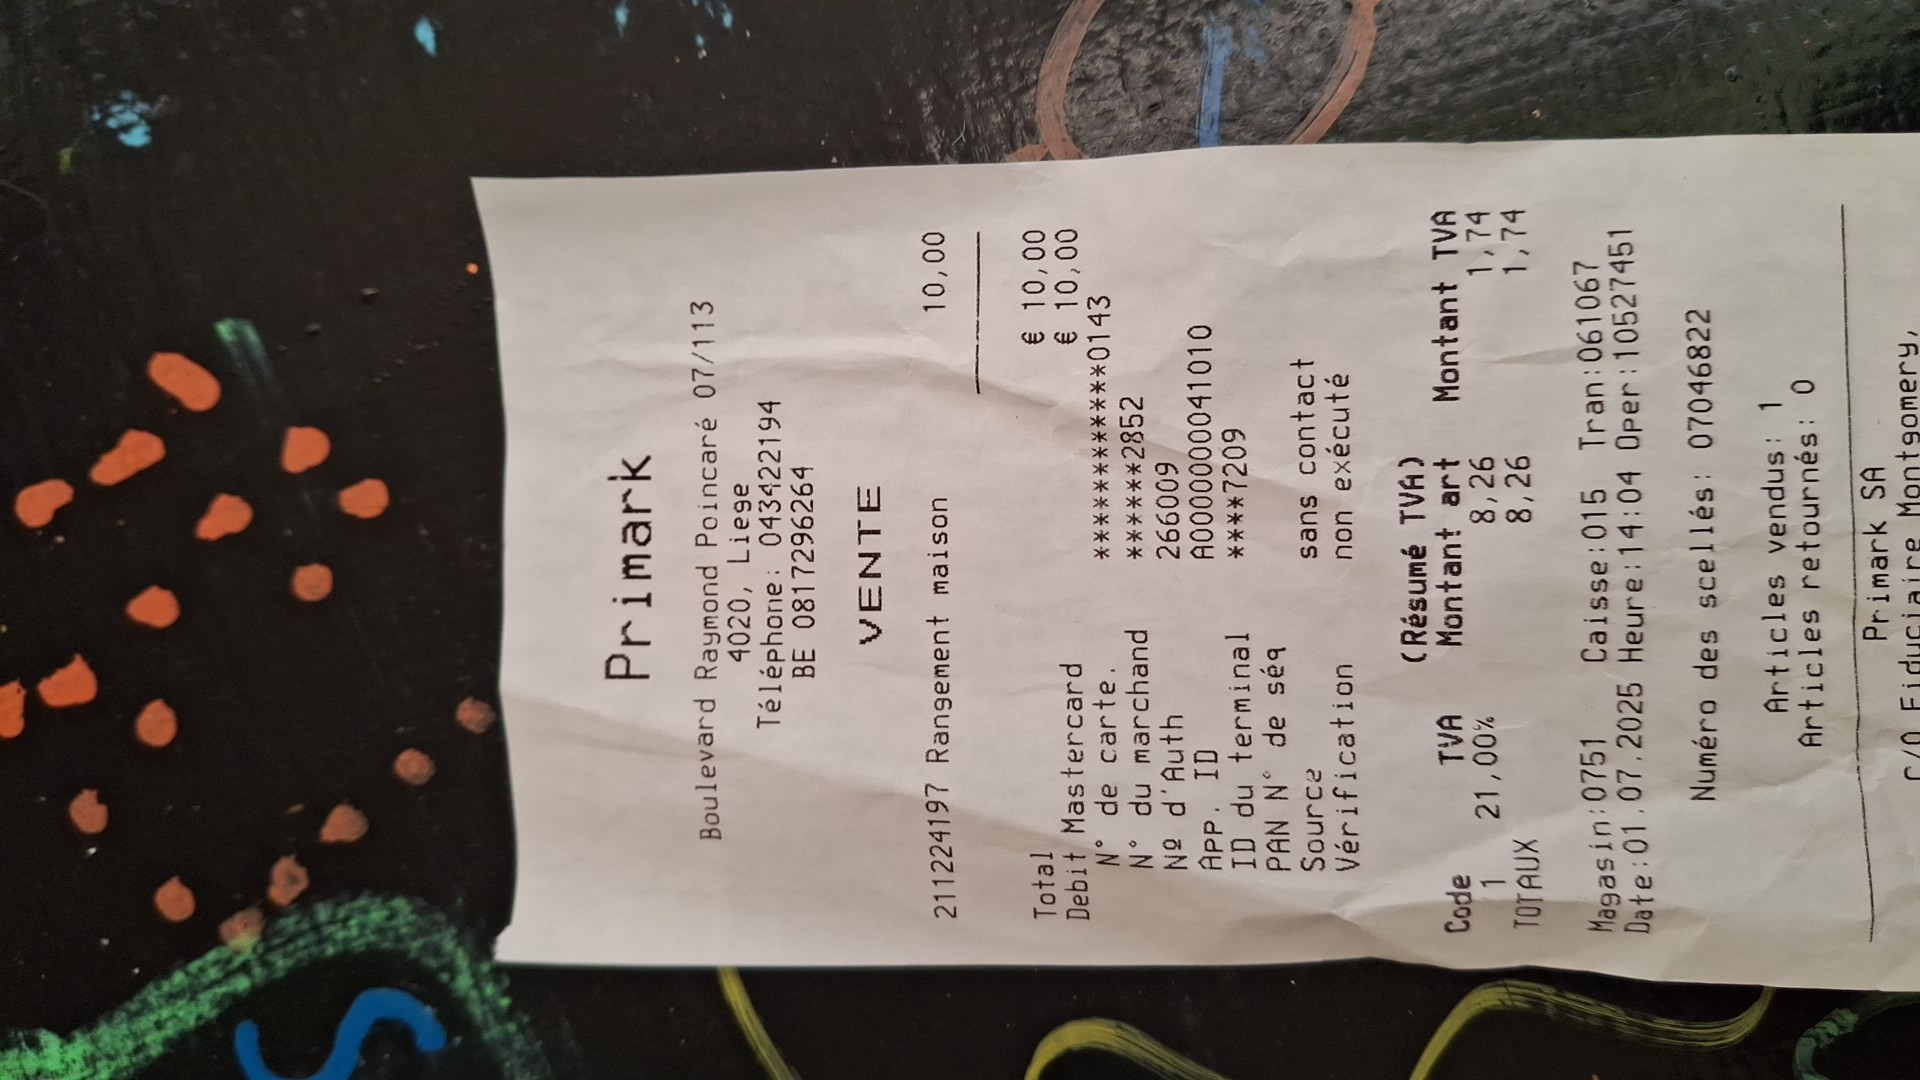 Primark
Boulevard Raymond Poincaré 07/113
4020, Liege
Téléphone: 043422194
BE 0817296264
VENTE
211224197 Rangement maison 10,00
Total € 10,00
Debit Mastercard € 10,00
N° de carte. ************0143
N° du marchand ******2852
Nº d'Auth 266009
App. ID A0000000041010
ID du terminal ****7209
PAN N° de séq
Source sans contact
Vérification non exécuté
(Résumé TVA)
Code TVA Montant art Montant TVA
1 21,00% 8,26 1,74
TOTAUX 8,26 1,74
Magasin:0751 Caisse:015 Tran:061067
Date:01.07.2025 Heure:14:04 Oper:10527451
Numéro des scellés: 07046822
Articles vendus: 1
Articles retournés: 0
Primark SA
C/O Fiduciaire Montgomery,